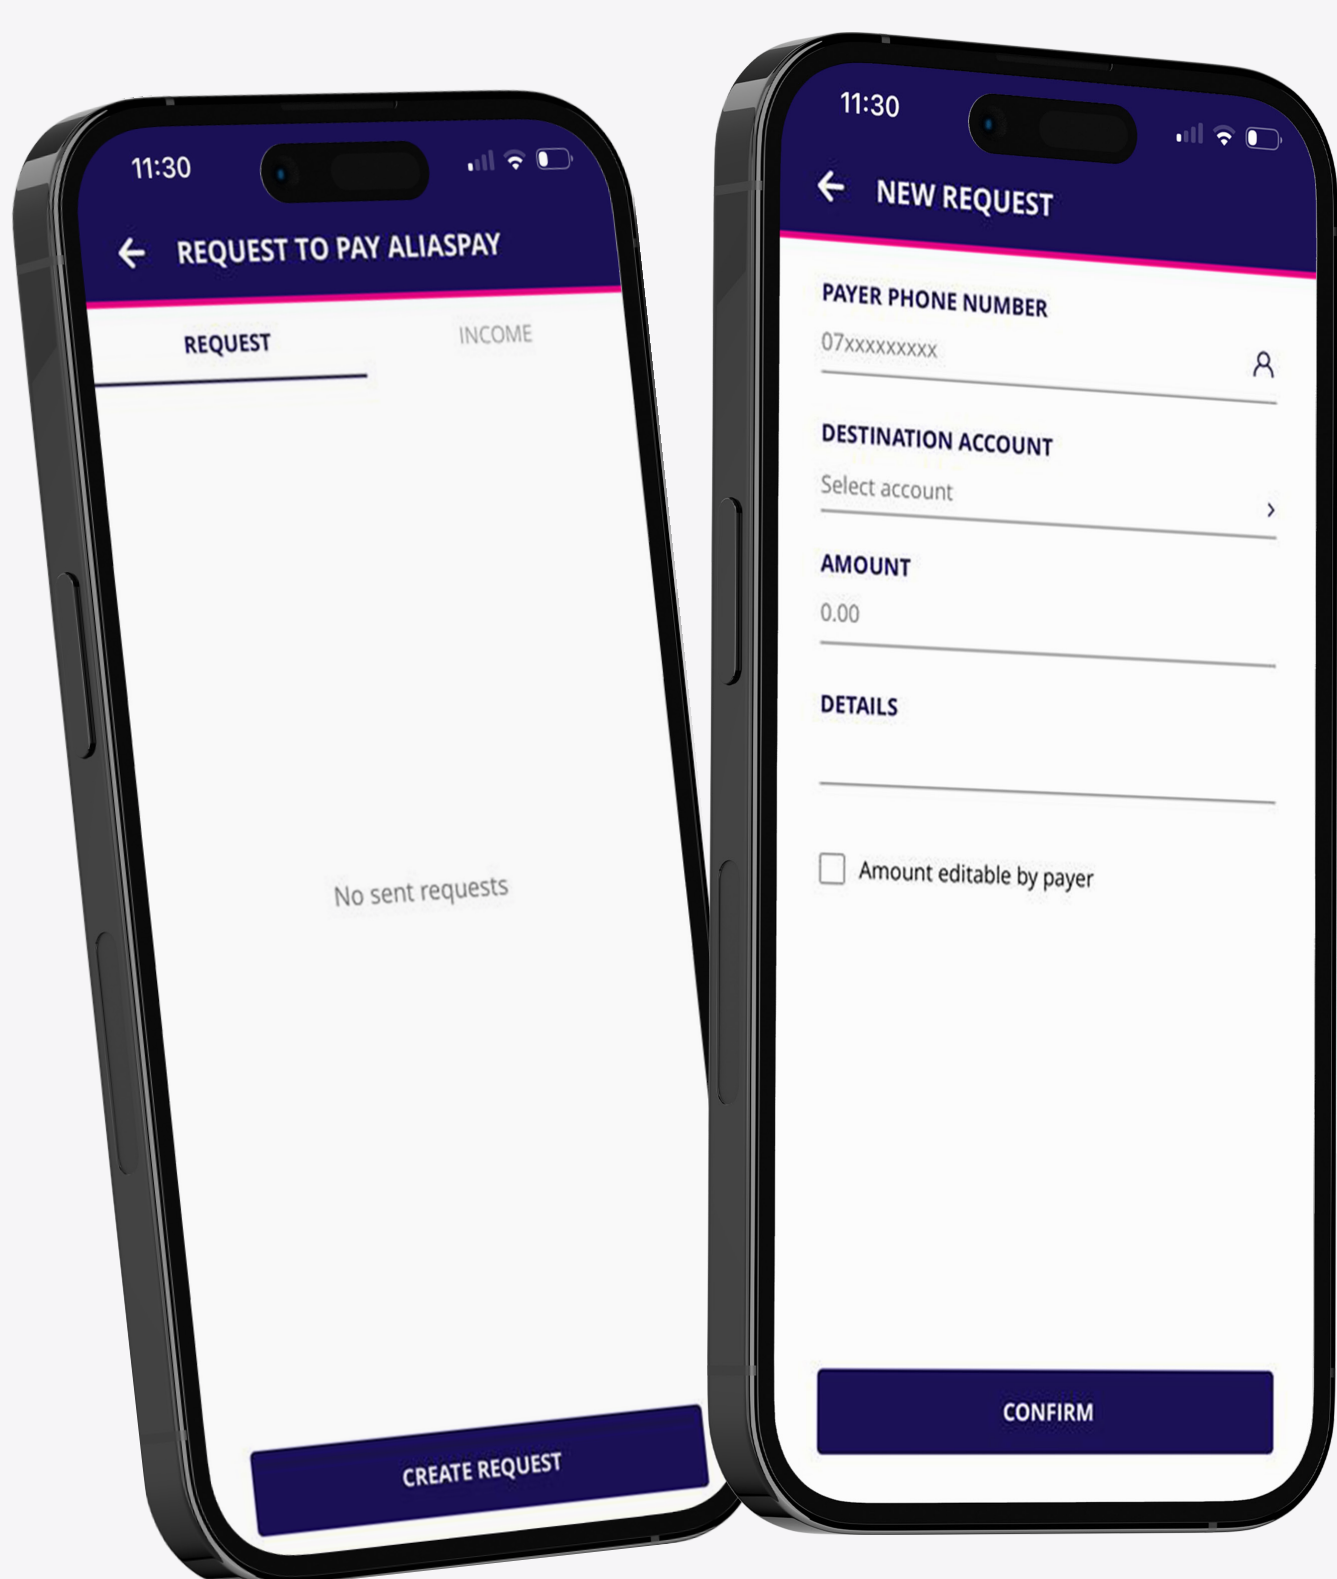 11:30
REQUEST TO PAY ALIASPAY
REQUEST
INCOME
No sent requests
CREATE REQUEST
11:30
NEW REQUEST
PAYER PHONE NUMBER
07xxxxxxxxx
DESTINATION ACCOUNT
Select account
AMOUNT
0.00
DETAILS
Amount editable by payer
CONFIRM